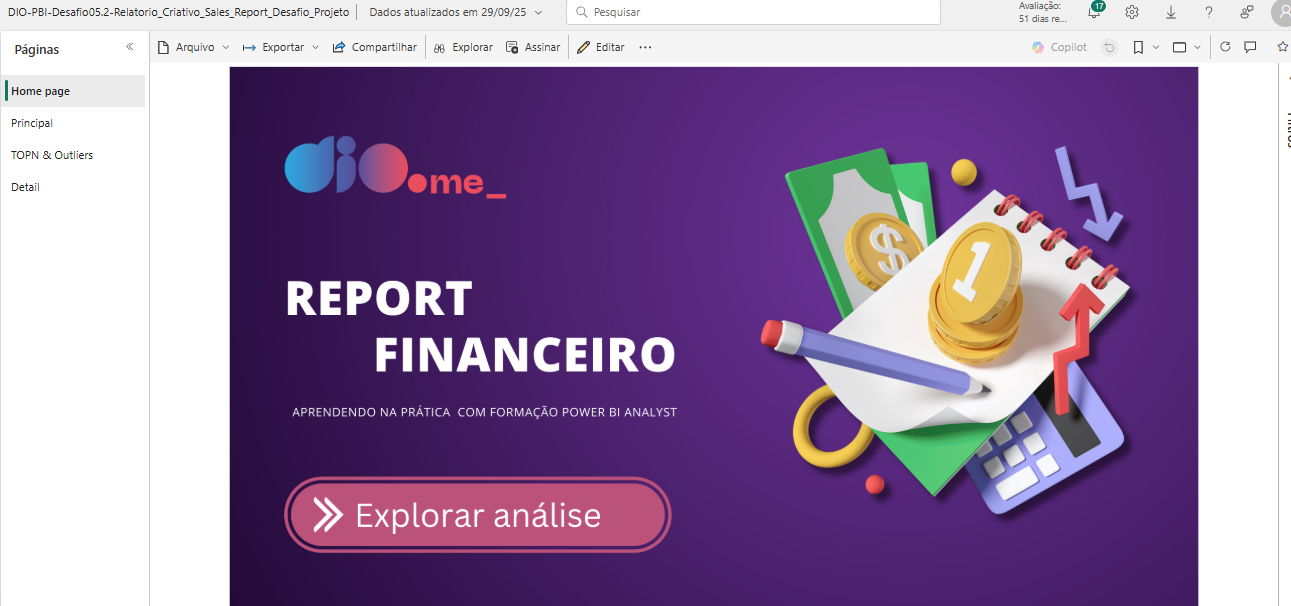 DIO-PBI-Desafio05.2-Relatorio_Criativo_Sales_Report_Desafio_Projeto
Dados atualizados em 29/09/25
Pesquisar
Avaliação:
51 dias re...
17
Páginas
Arquivo
Exportar
Compartilhar
Explorar
Assinar
Editar
Copilot
Home page
Principal
TOPN & Outliers
Detail
dio.me_
REPORT
FINANCEIRO
APRENDENDO NA PRÁTICA COM FORMAÇÃO POWER BI ANALYST
Explorar análise
$
1